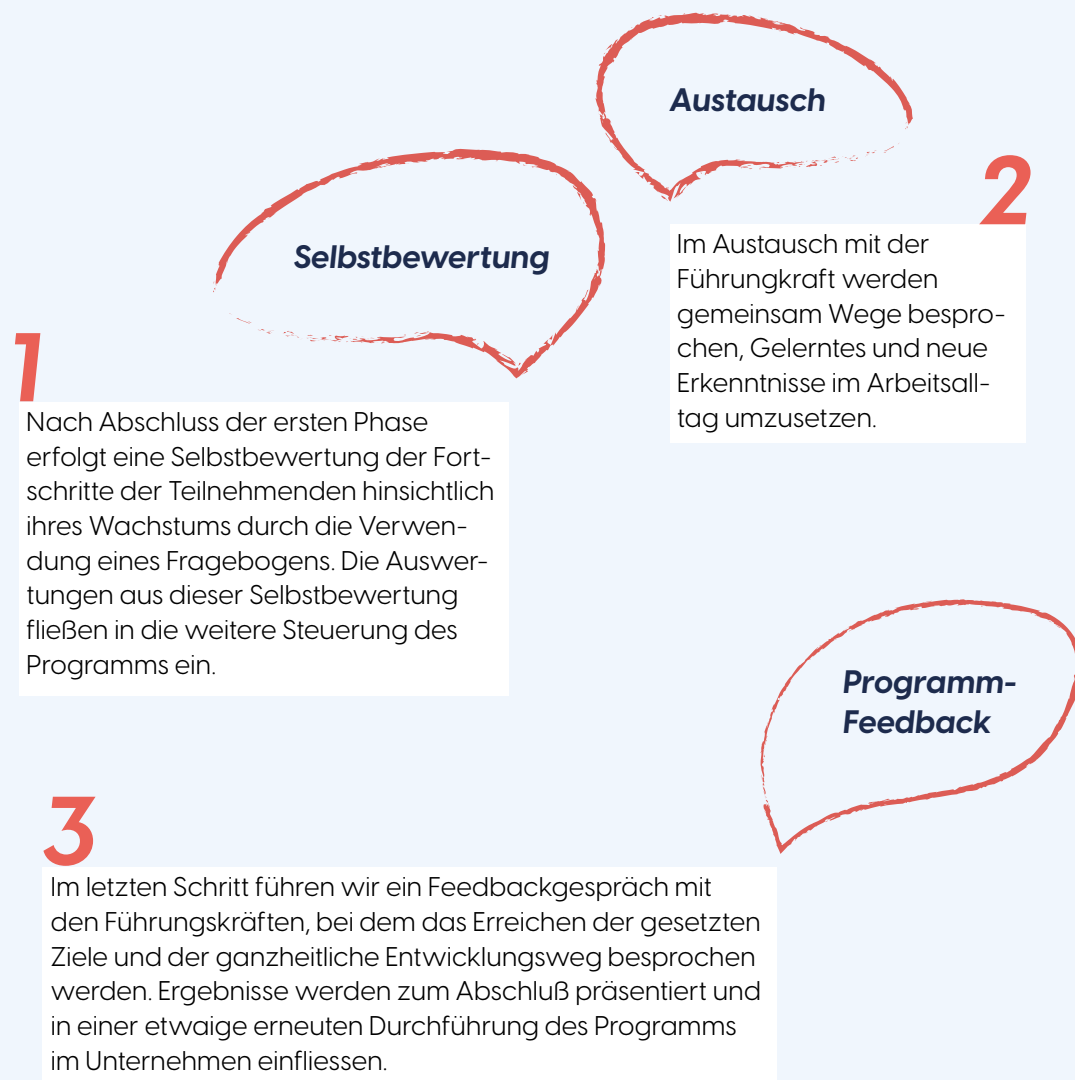 Selbstbewertung
1
Nach Abschluss der ersten Phase
erfolgt eine Selbstbewertung der Fort-
schritte der Teilnehmenden hinsichtlich
ihres Wachstums durch die Verwen-
dung eines Fragebogens. Die Auswer-
tungen aus dieser Selbstbewertung
fließen in die weitere Steuerung des
Programms ein.
Austausch
2
Im Austausch mit der
Führungkraft werden
gemeinsam Wege bespro-
chen, Gelerntes und neue
Erkenntnisse im Arbeitsall-
tag umzusetzen.
Programm-
Feedback
3
Im letzten Schritt führen wir ein Feedbackgespräch mit
den Führungskräften, bei dem das Erreichen der gesetzten
Ziele und der ganzheitliche Entwicklungsweg besprochen
werden. Ergebnisse werden zum Abschluß präsentiert und
in einer etwaige erneuten Durchführung des Programms
im Unternehmen einfliessen.